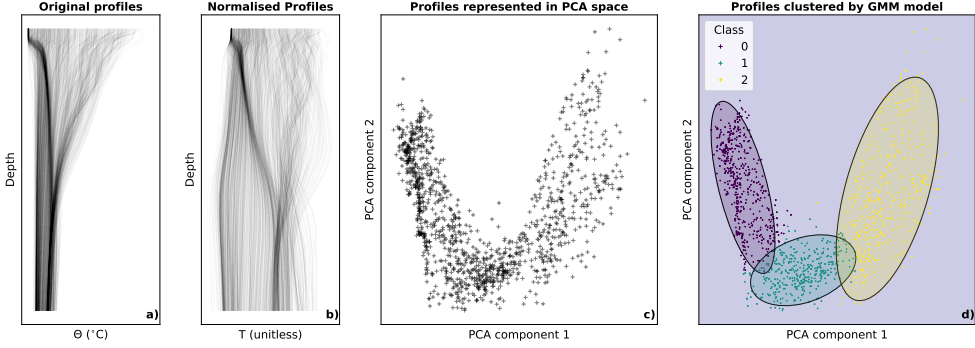 Original profiles
Depth
Θ (°C)
a)
Normalised Profiles
Depth
T (unitless)
b)
Profiles represented in PCA space
PCA component 2
PCA component 1
c)
Profiles clustered by GMM model
Class
0
1
2
PCA component 2
PCA component 1
d)